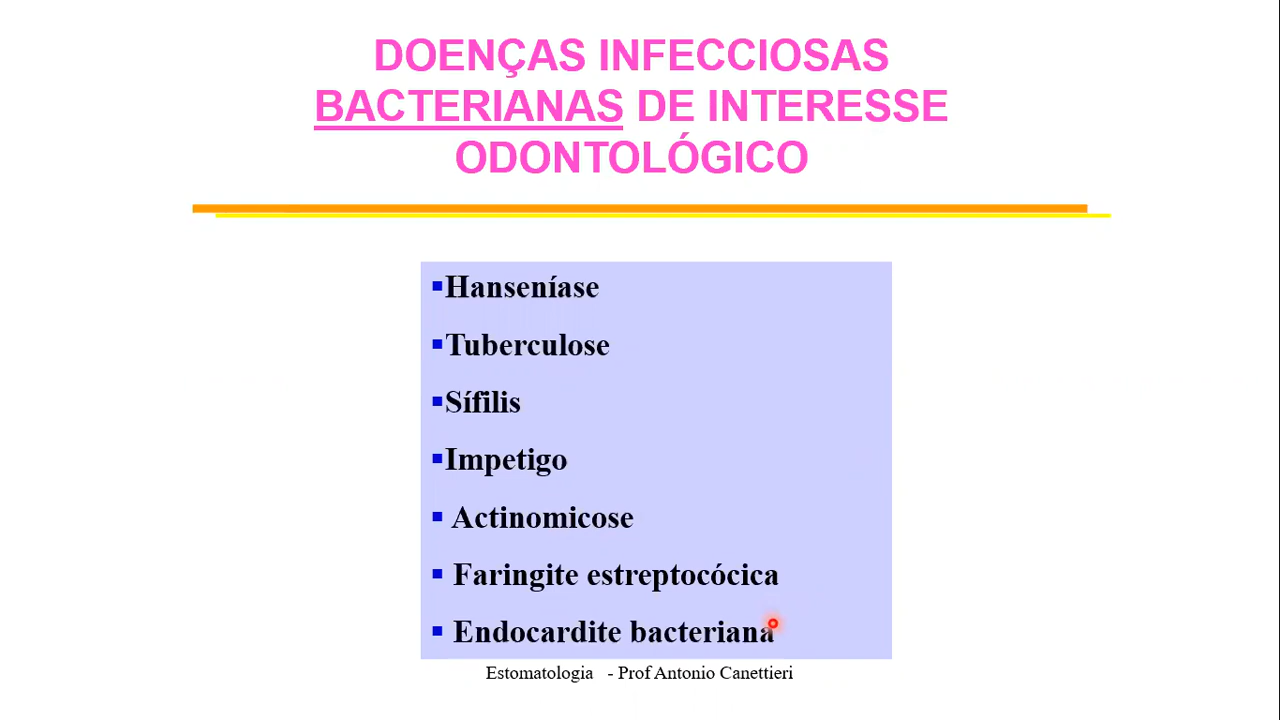 DOENÇAS INFECCIOSAS
BACTERIANAS DE INTERESSE
ODONTOLÓGICO
▪Hanseníase
▪Tuberculose
▪Sífilis
▪Impetigo
▪ Actinomicose
▪ Faringite estreptocócica
▪ Endocardite bacteriana
Estomatologia - Prof Antonio Canettieri